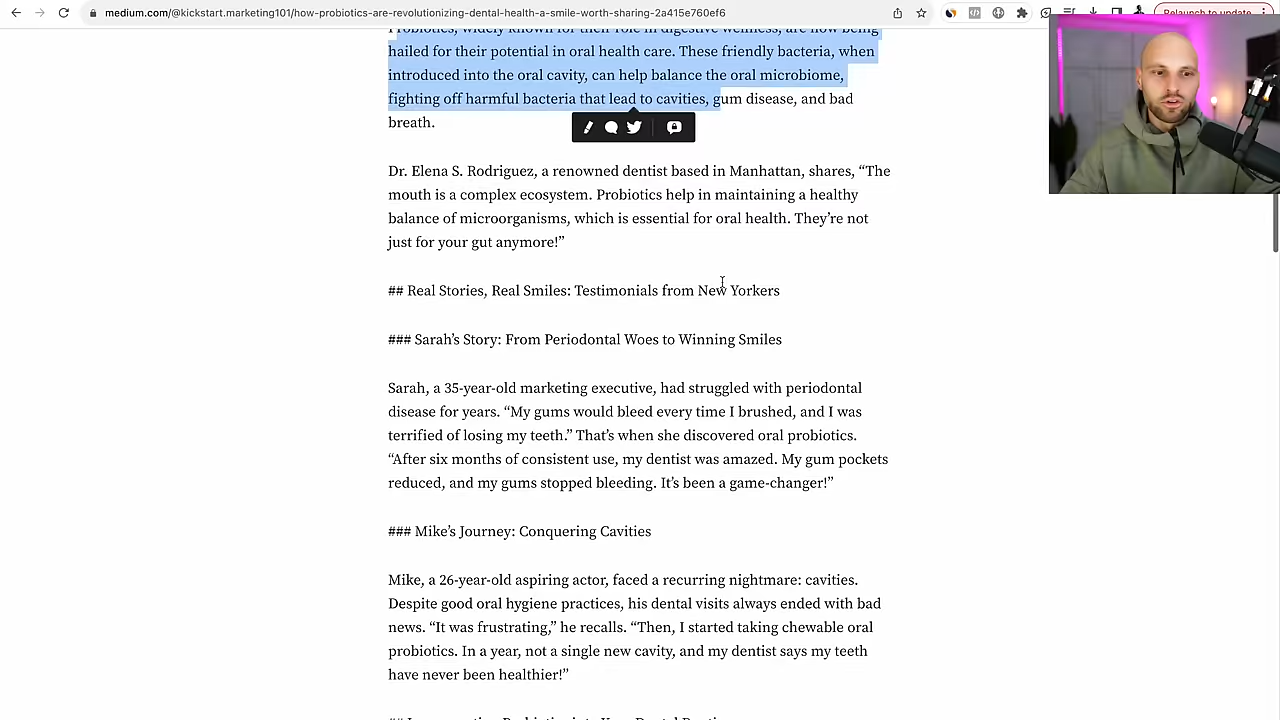 medium.com/@kickstart.marketing101/how-probiotics-are-revolutionizing-dental-health-a-smile-worth-sharing-2a415e760ef6
Relaunch to update
Probiotics, widely known for their role in digestive wellness, are now being
hailed for their potential in oral health care. These friendly bacteria, when
introduced into the oral cavity, can help balance the oral microbiome,
fighting off harmful bacteria that lead to cavities, gum disease, and bad
breath.
Dr. Elena S. Rodriguez, a renowned dentist based in Manhattan, shares, “The
mouth is a complex ecosystem. Probiotics help in maintaining a healthy
balance of microorganisms, which is essential for oral health. They’re not
just for your gut anymore!”
## Real Stories, Real Smiles: Testimonials from New Yorkers
### Sarah’s Story: From Periodontal Woes to Winning Smiles
Sarah, a 35-year-old marketing executive, had struggled with periodontal
disease for years. “My gums would bleed every time I brushed, and I was
terrified of losing my teeth.” That’s when she discovered oral probiotics.
“After six months of consistent use, my dentist was amazed. My gum pockets
reduced, and my gums stopped bleeding. It’s been a game-changer!”
### Mike’s Journey: Conquering Cavities
Mike, a 26-year-old aspiring actor, faced a recurring nightmare: cavities.
Despite good oral hygiene practices, his dental visits always ended with bad
news. “It was frustrating,” he recalls. “Then, I started taking chewable oral
probiotics. In a year, not a single new cavity, and my dentist says my teeth
have never been healthier!”